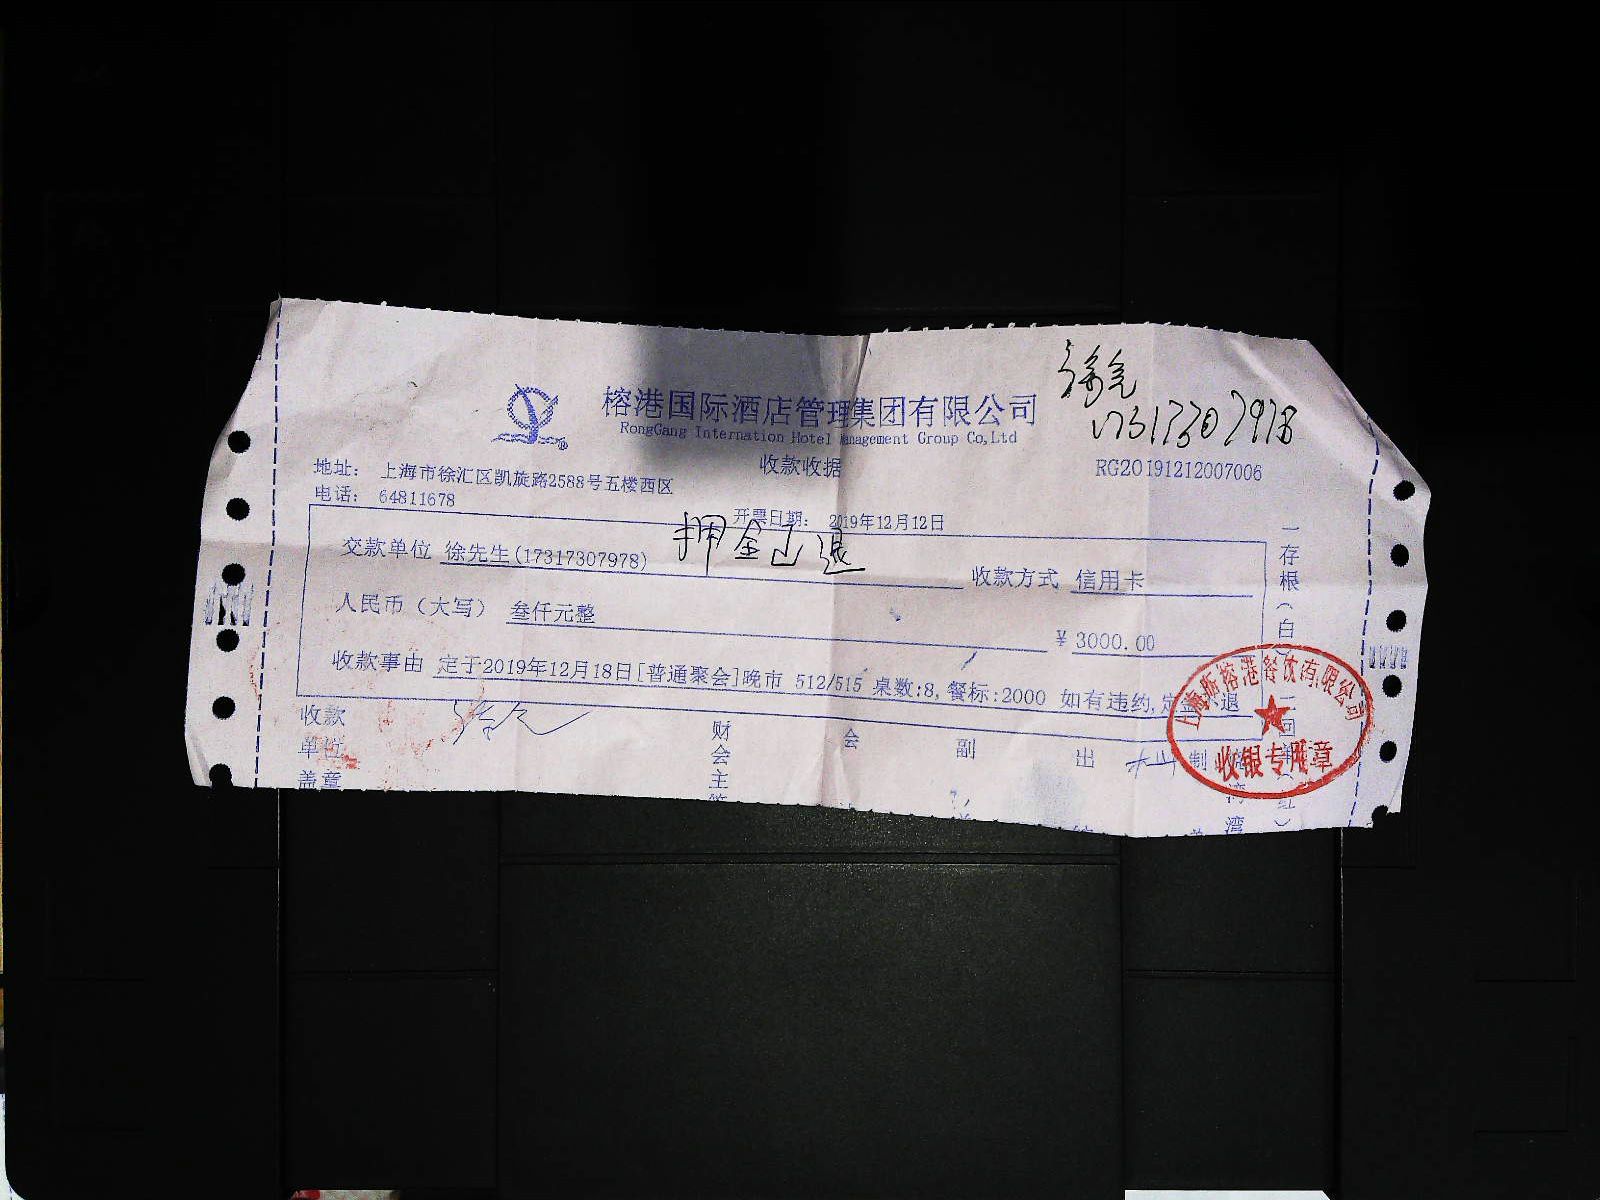 17317307978
榕港国际酒店管理集团有限公司
RongGang Internation Hotel Management Group Co,Ltd
收款收据
RG20191212007006
地址： 上海市徐汇区凯旋路2588号五楼西区
电话： 64811678
开票日期： 2019年12月12日
押金已退
交款单位 徐先生(17317307978)
收款方式 信用卡
人民币（大写） 叁仟元整
￥3000.00
收款事由 定于2019年12月18日[普通聚会]晚市 512/515 桌数:8,餐标:2000 如有违约,定金不退
收款单位盖章
财会主
会
副
出
制
一存根(白)
收银专用章